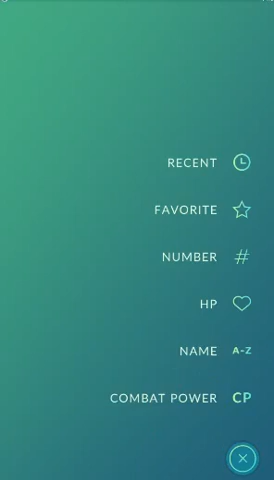 RECENT
FAVORITE
NUMBER #
HP
NAME A-Z
COMBAT POWER CP